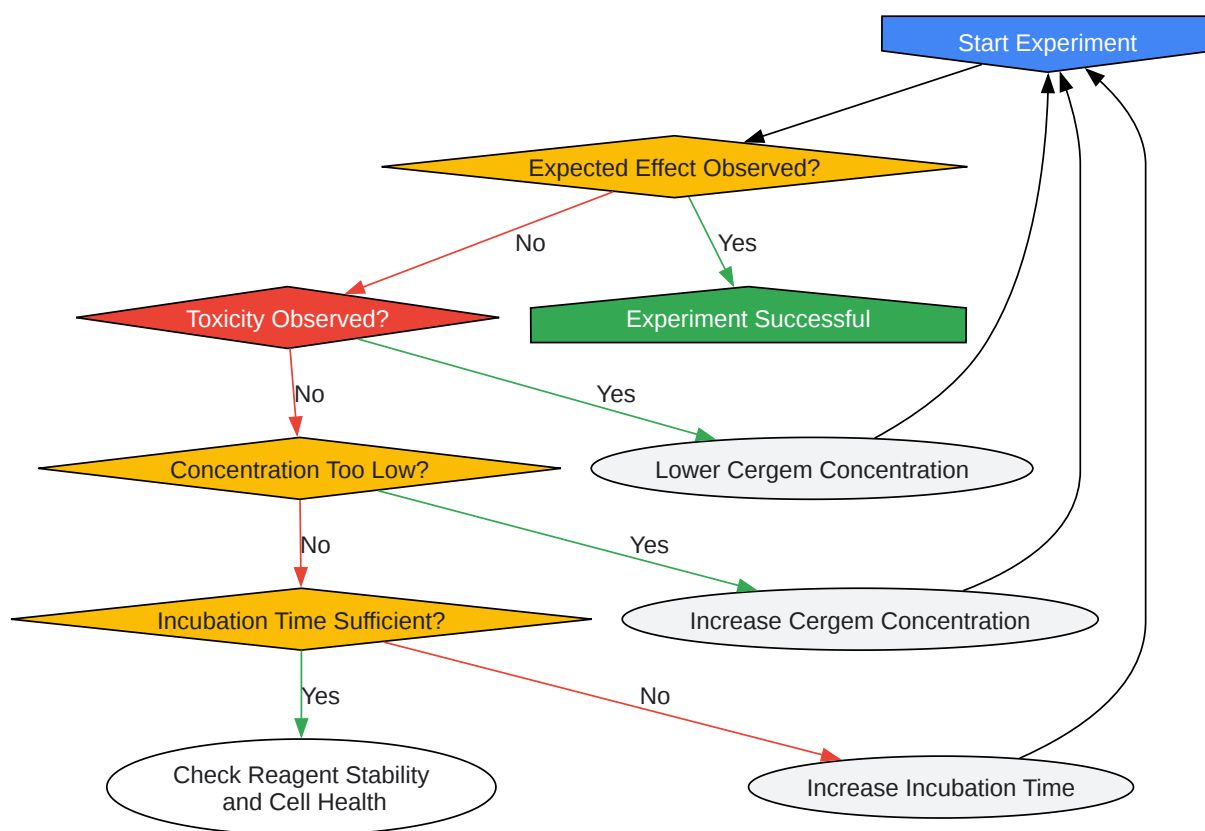 Start Experiment
Expected Effect Observed?
No
Yes
Toxicity Observed?
Experiment Successful
No
Yes
Concentration Too Low?
Lower Cergem Concentration
No
Yes
Incubation Time Sufficient?
Increase Cergem Concentration
Yes
No
Check Reagent Stability
and Cell Health
Increase Incubation Time